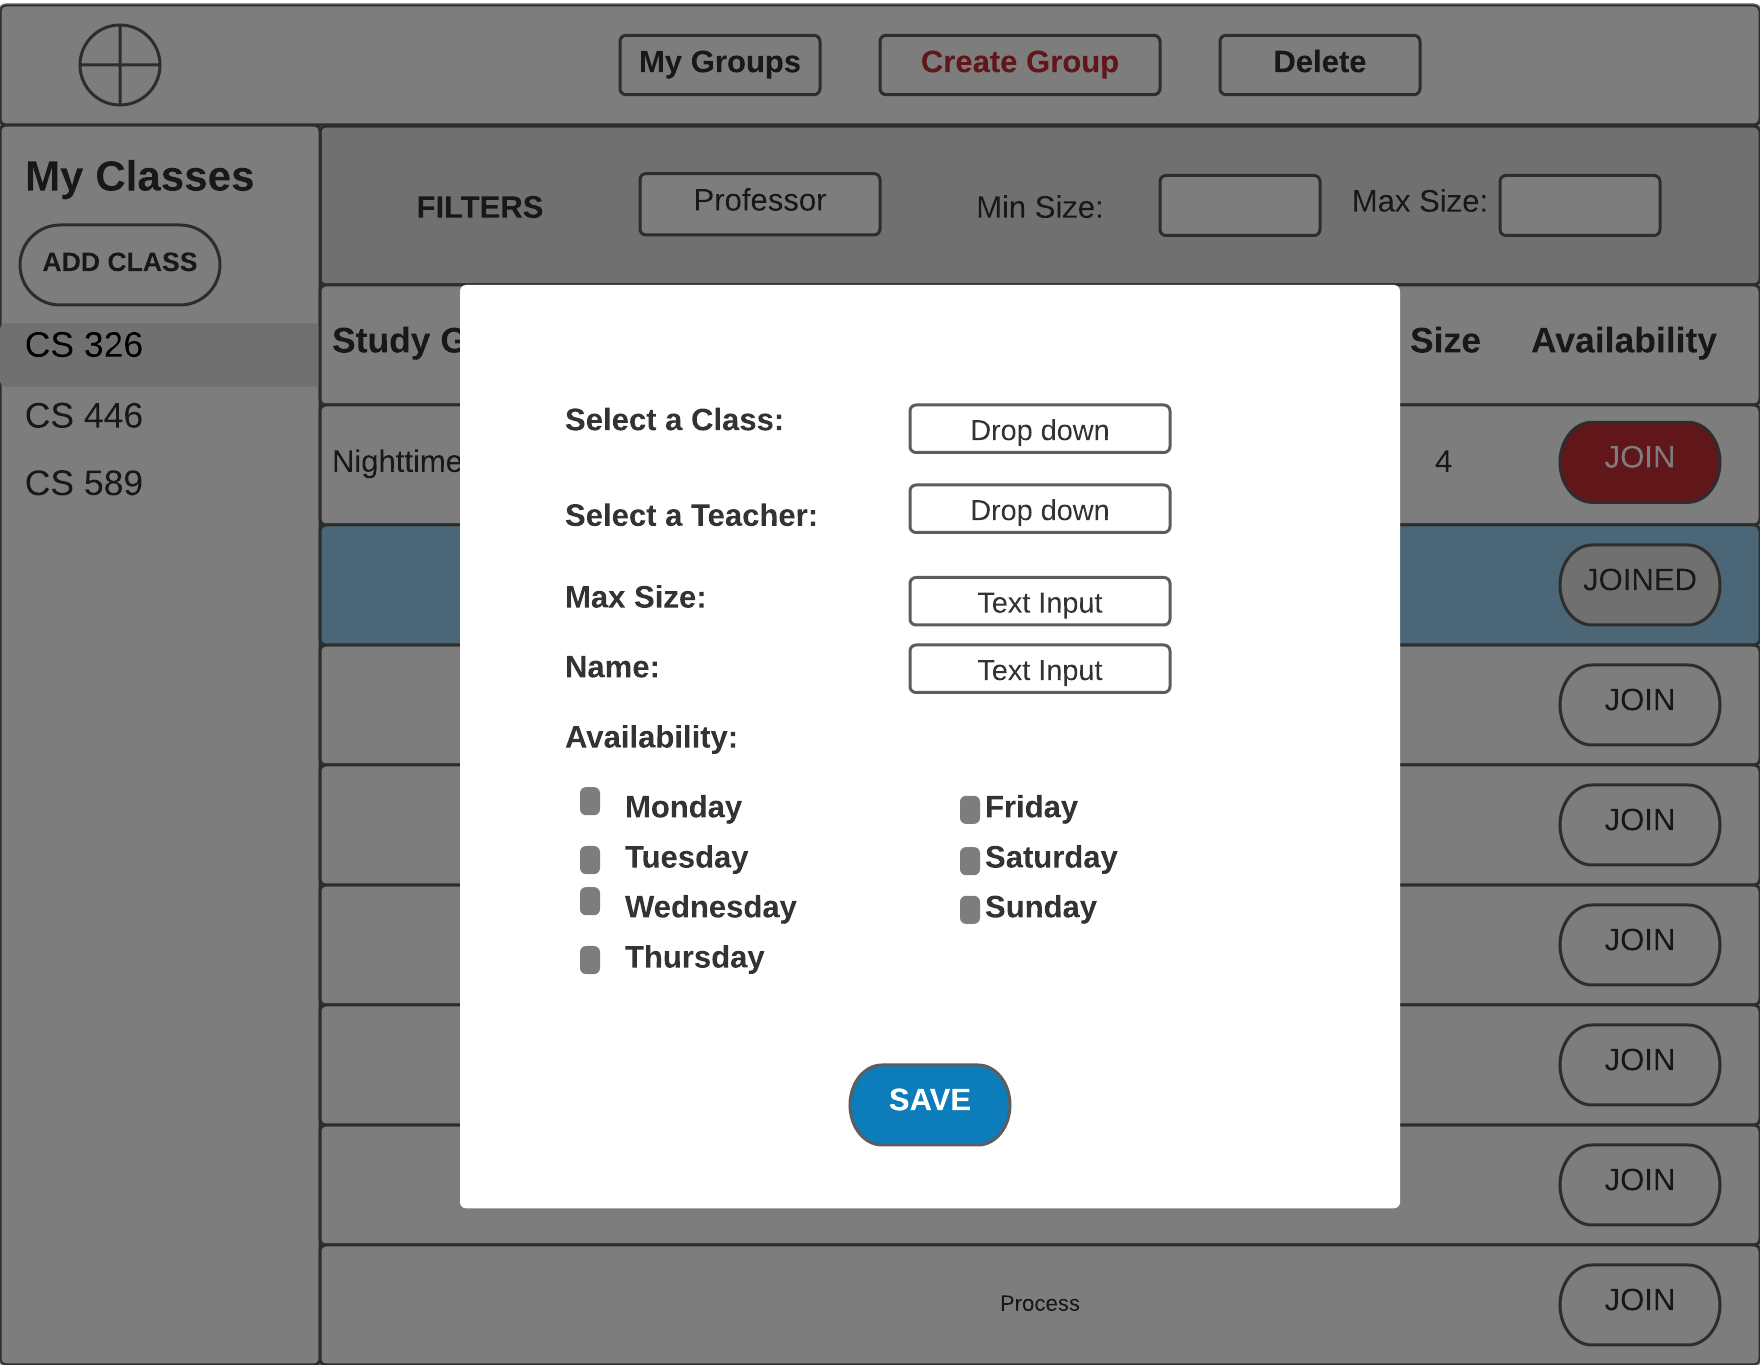 My Groups
Create Group
Delete
My Classes
ADD CLASS
CS 326
CS 446
CS 589
FILTERS
Professor
Min Size:
Max Size:
Study G
Size
Availability
Nighttime
4
JOIN
JOINED
JOIN
JOIN
JOIN
JOIN
JOIN
Process
JOIN
Select a Class:
Drop down
Select a Teacher:
Drop down
Max Size:
Text Input
Name:
Text Input
Availability:
Monday
Friday
Tuesday
Saturday
Wednesday
Sunday
Thursday
SAVE